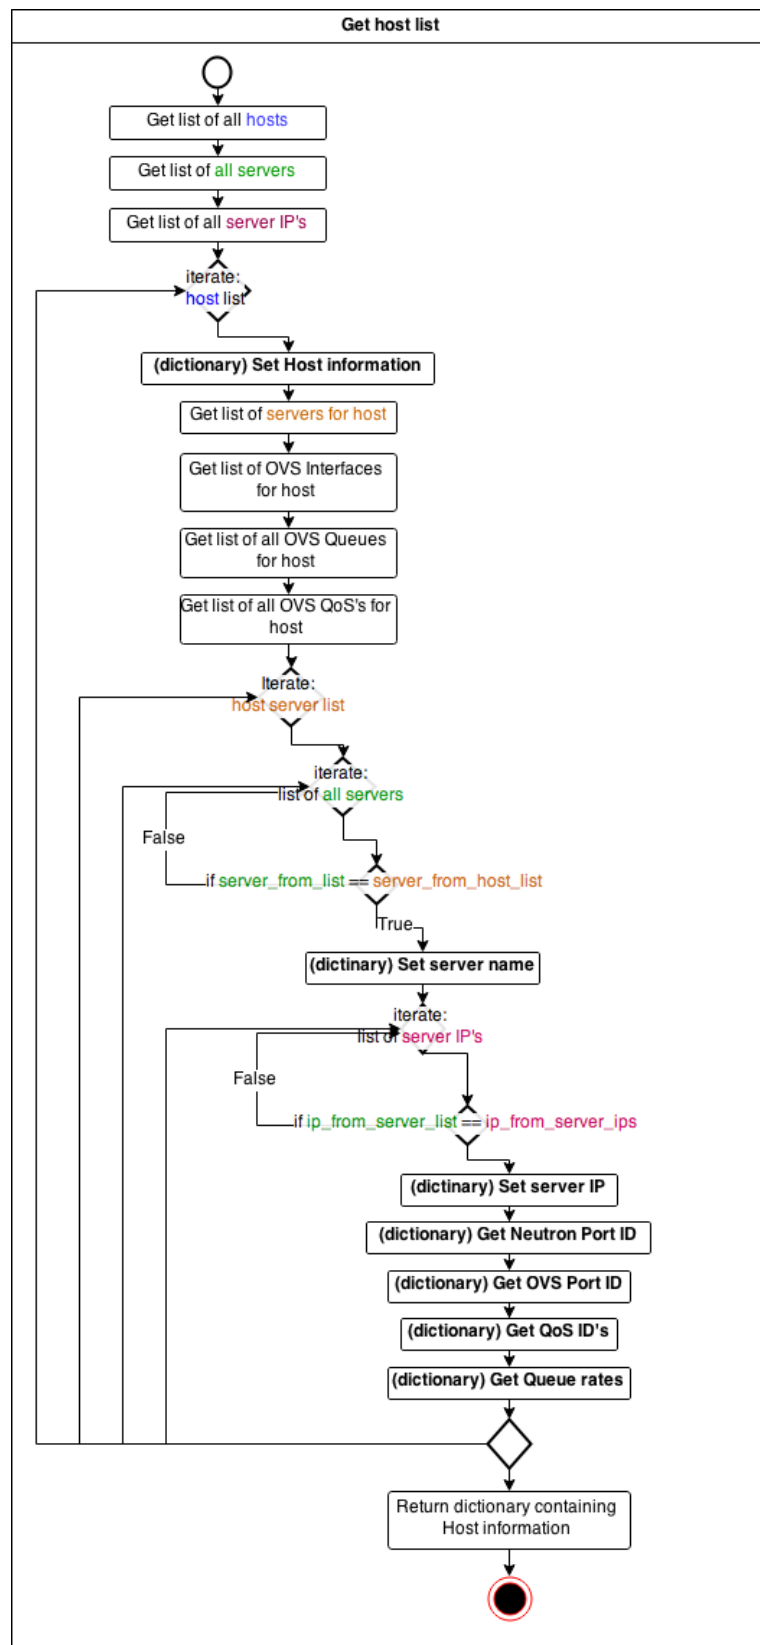 Get host list
Get list of all hosts
Get list of all servers
Get list of all server IP's
iterate:
host list
(dictionary) Set Host information
Get list of servers for host
Get list of OVS Interfaces
for host
Get list of all OVS Queues
for host
Get list of all OVS QoS's for
host
Iterate:
host server list
iterate:
list of all servers
False
if server_from_list == server_from_host_list
True
(dictinary) Set server name
iterate:
list of server IP's
False
if ip_from_server_list == ip_from_server_ips
(dictinary) Set server IP
(dictionary) Get Neutron Port ID
(dictionary) Get OVS Port ID
(dictionary) Get QoS ID's
(dictionary) Get Queue rates
Return dictionary containing
Host information